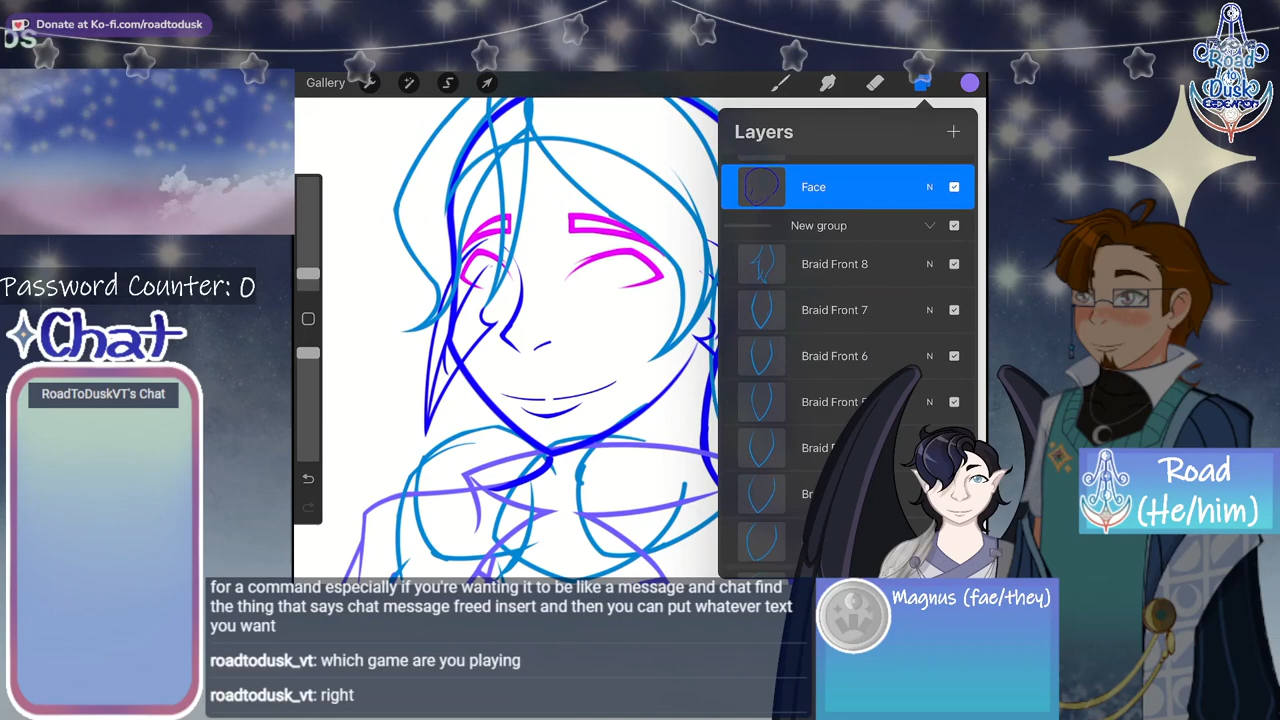 Donate at Ko-fi.com/roadtodusk
Road
to
Dusk
Gallery
Layers
Face
N
New group
Braid Front 8
N
Braid Front 7
N
Braid Front 6
N
N
Password Counter: 0
Chat
RoadToDuskVT's Chat
Road
(He/him)
Magnus (fae/they)
for a command especially if you're wanting it to be like a message and chat find
the thing that says chat message freed insert and then you can put whatever text
you want
roadtodusk_vt: which game are you playing
roadtodusk_vt: right